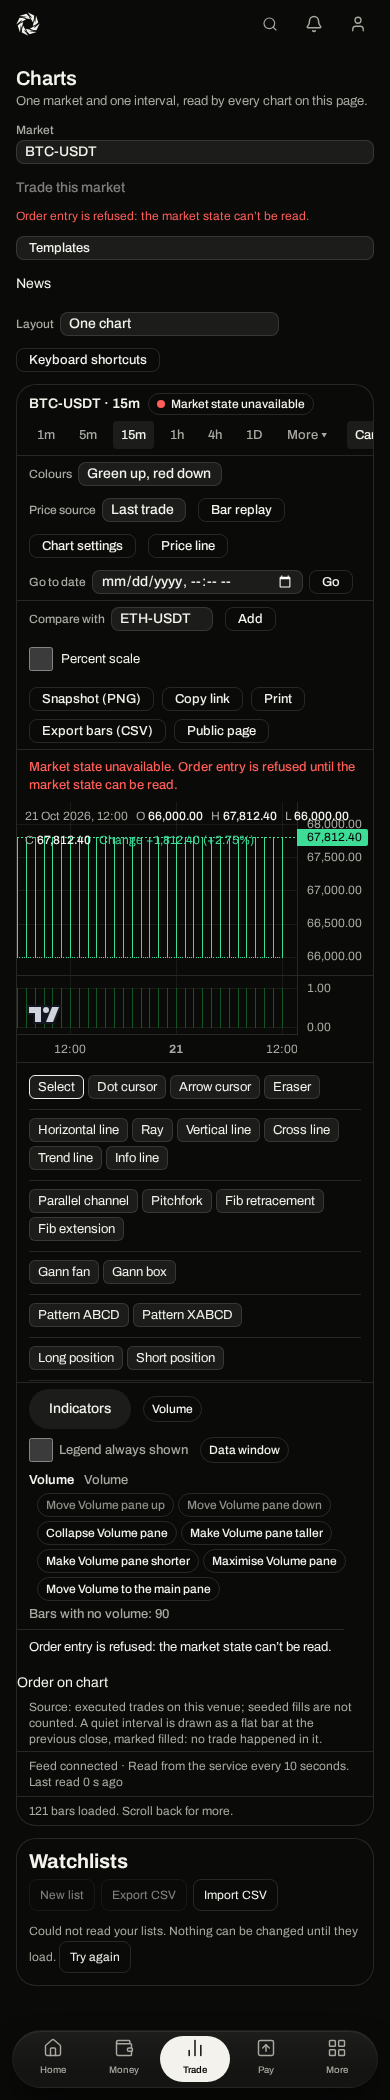 Charts
One market and one interval, read by every chart on this page.
Market
BTC-USDT
Trade this market
Order entry is refused: the market state can't be read.
Templates
News
Layout One chart
Keyboard shortcuts
BTC-USDT · 15m Market state unavailable
1m 5m 15m 1h 4h 1D More ▾
Colours Green up, red down
Price source Last trade Bar replay
Chart settings Price line
Go to date mm/dd/yyyy, --:-- -- Go
Compare with ETH-USDT Add
Percent scale
Snapshot (PNG) Copy link Print
Export bars (CSV) Public page
Market state unavailable. Order entry is refused until the
market state can be read.
21 Oct 2026, 12:00 O 66,000.00 H 67,812.40 L 66,000.00
68,000.00
C 67,812.40 Change +1,812.40 (+2.75%)
67,812.40
67,500.00
67,000.00
66,500.00
66,000.00
1.00
0.00
12:00 21 12:00
Select Dot cursor Arrow cursor Eraser
Horizontal line Ray Vertical line Cross line
Trend line Info line
Parallel channel Pitchfork Fib retracement
Fib extension
Gann fan Gann box
Pattern ABCD Pattern XABCD
Long position Short position
Indicators Volume
Legend always shown Data window
Volume Volume
Move Volume pane up Move Volume pane down
Collapse Volume pane Make Volume pane taller
Make Volume pane shorter Maximise Volume pane
Move Volume to the main pane
Bars with no volume: 90
Order entry is refused: the market state can't be read.
Order on chart
Source: executed trades on this venue; seeded fills are not
counted. A quiet interval is drawn as a flat bar at the
previous close, marked filled: no trade happened in it.
Feed connected · Read from the service every 10 seconds.
Last read 0 s ago
121 bars loaded. Scroll back for more.
Watchlists
New list Export CSV Import CSV
Could not read your lists. Nothing can be changed until they
load. Try again
Home Money Trade Pay More